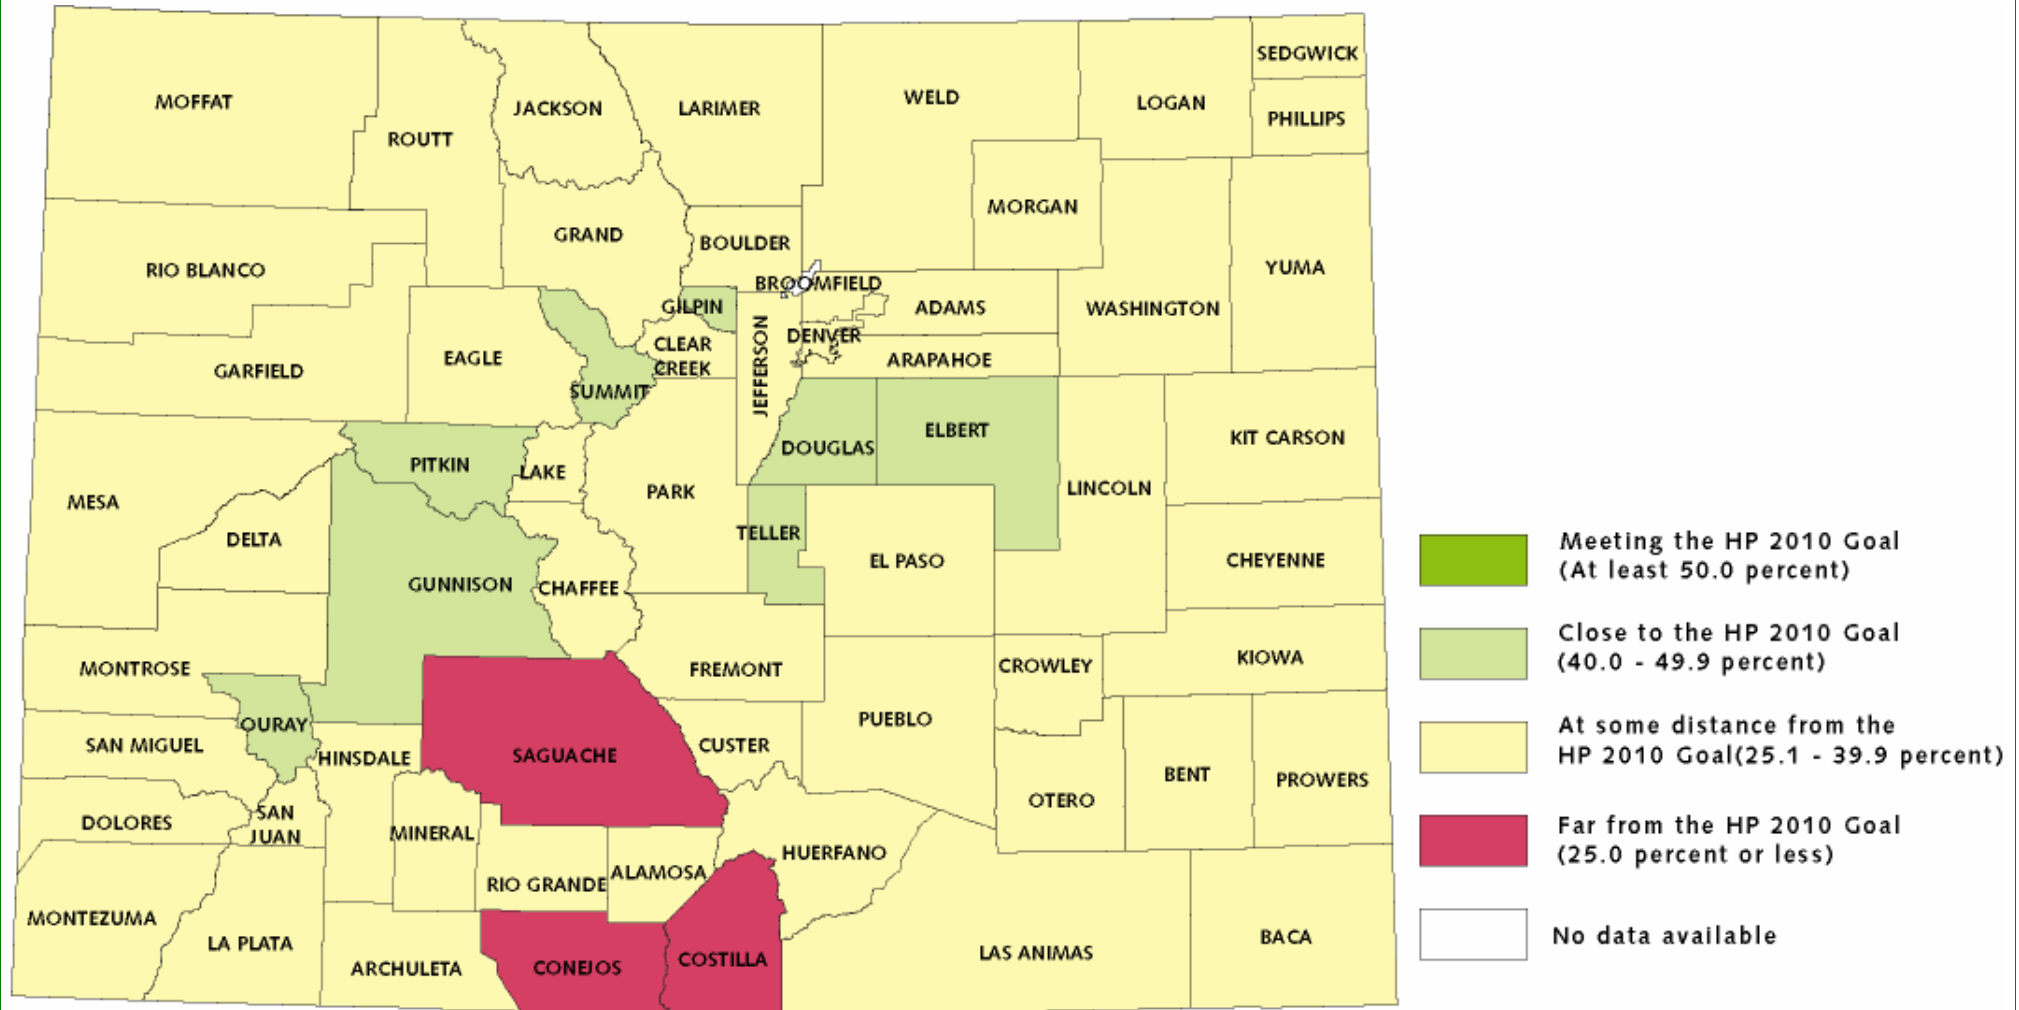 SEDGWICK
MOFFAT
JACKSON
LARIMER
WELD
LOGAN
PHILLIPS
ROUTT
MORGAN
GRAND
BOULDER
RIO BLANCO
YUMA
BROOMFIELD
GILPIN
ADAMS
WASHINGTON
DENVER
CLEAR
CREEK
JEFFERSON
EAGLE
ARAPAHOE
GARFIELD
SUMMIT
ELBERT
KIT CARSON
DOUGLAS
PITKIN
LAKE
PARK
LINCOLN
MESA
TELLER
DELTA
EL PASO
CHEYENNE
GUNNISON
CHAFFEE
KIOWA
CROWLEY
MONTROSE
FREMONT
PUEBLO
OURAY
SAN MIGUEL
CUSTER
HINSDALE
SAGUACHE
BENT
PROWERS
OTERO
SAN
JUAN
DOLORES
MINERAL
HUERFANO
ALAMOSA
RIO GRANDE
MONTEZUMA
BACA
LA PLATA
LAS ANIMAS
COSTILLA
CONEJOS
ARCHULETA
Meeting the HP 2010 Goal
(At least 50.0 percent)
Close to the HP 2010 Goal
(40.0 - 49.9 percent)
At some distance from the
HP 2010 Goal(25.1 - 39.9 percent)
Far from the HP 2010 Goal
(25.0 percent or less)
No data available